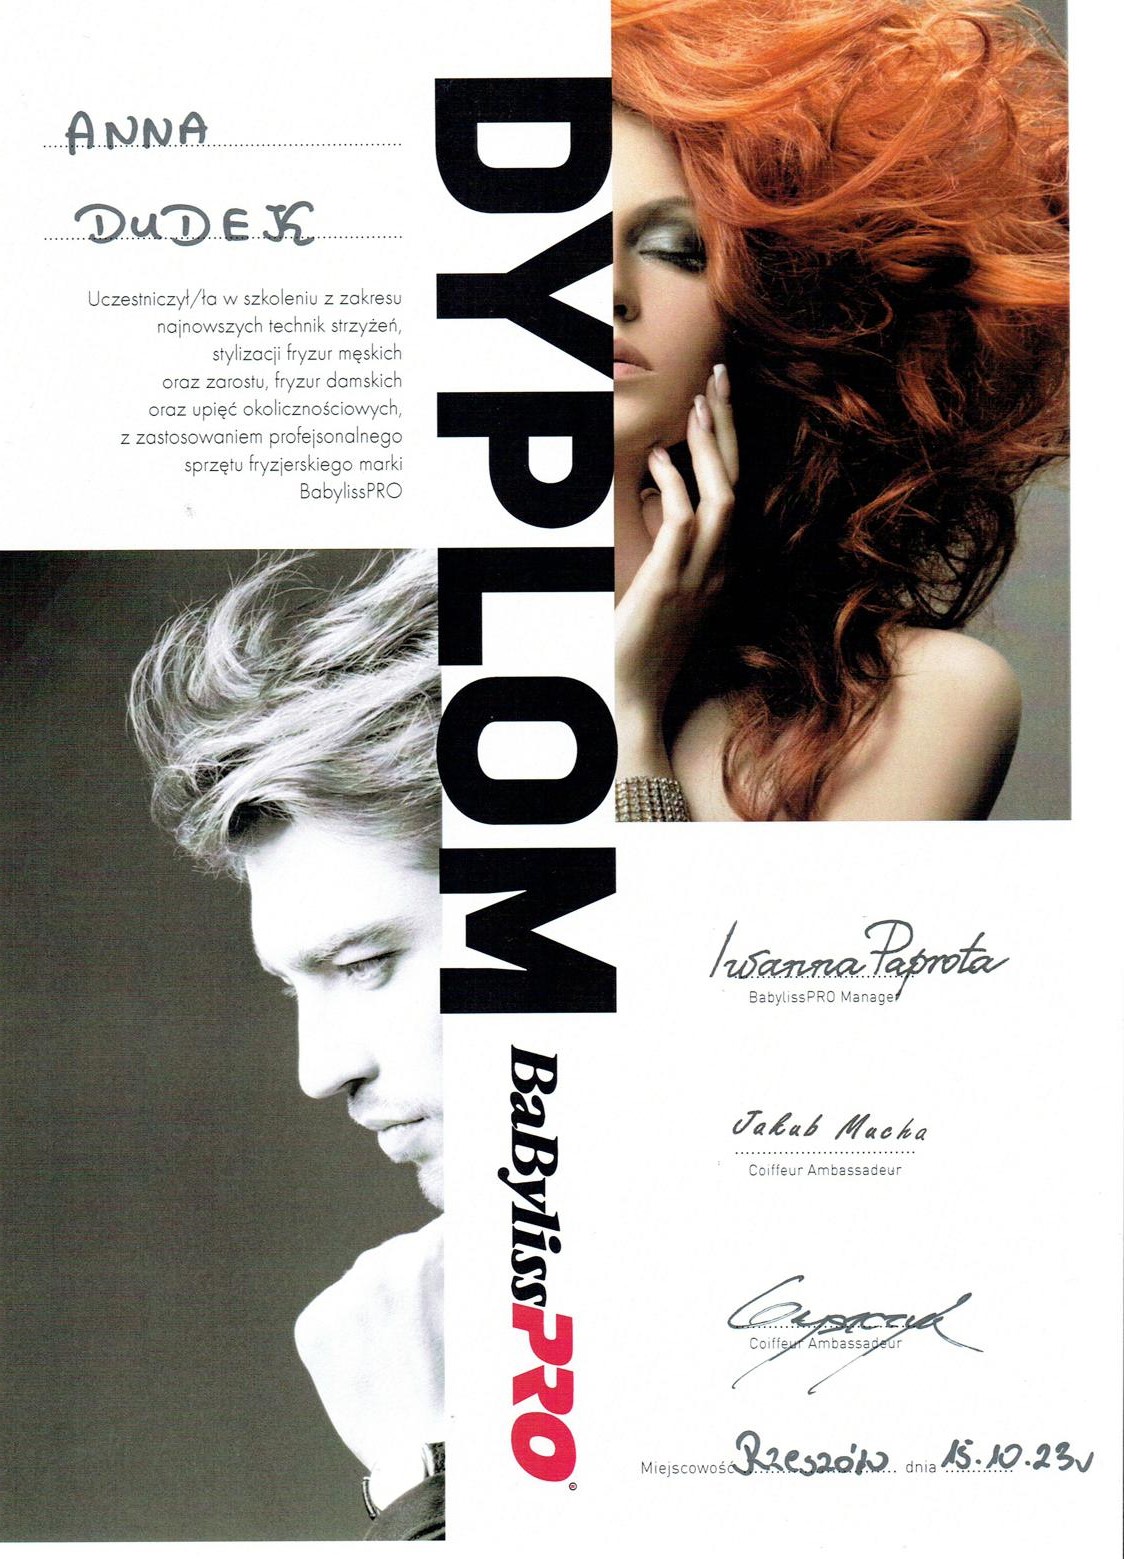 ANNA
DUDEK
Uczestniczył/ła w szkoleniu z zakresu
najnowszych technik strzyżeń,
stylizacji fryzur męskich
oraz zarostu, fryzur damskich
oraz upięć okolicznościowych,
z zastosowaniem profejsonalnego
sprzętu fryzjerskiego marki
BabylissPRO
DYPLOM
BaBylissPRO®
Iwanna Paprota
BabylissPRO Manager
Jakub Mucha
Coiffeur Ambassadeur
Coiffeur Ambassadeur
Miejscowość Rzeszów dnia 15.10.23r